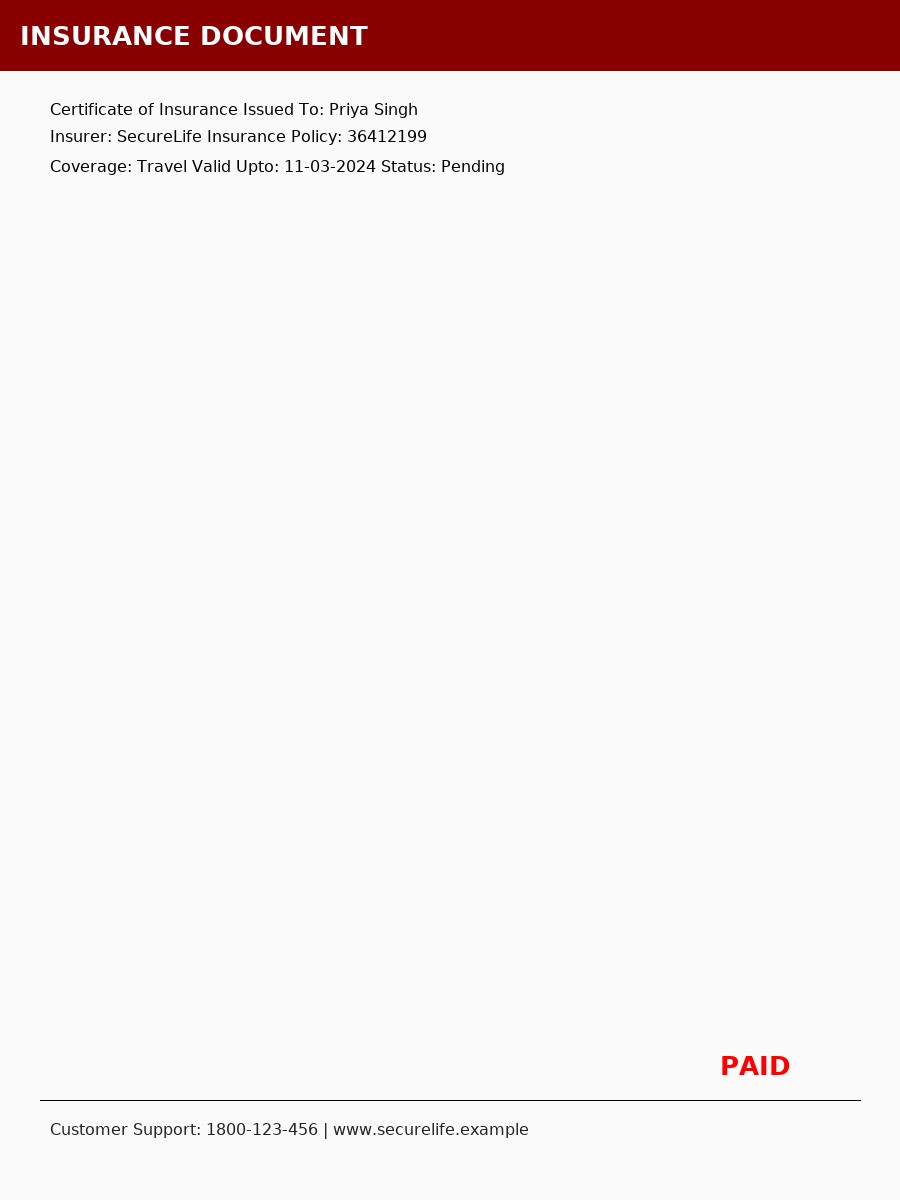 INSURANCE DOCUMENT
Certificate of Insurance Issued To: Priya Singh
Insurer: SecureLife Insurance Policy: 36412199
Coverage: Travel Valid Upto: 11-03-2024 Status: Pending
PAID
Customer Support: 1800-123-456 | www.securelife.example